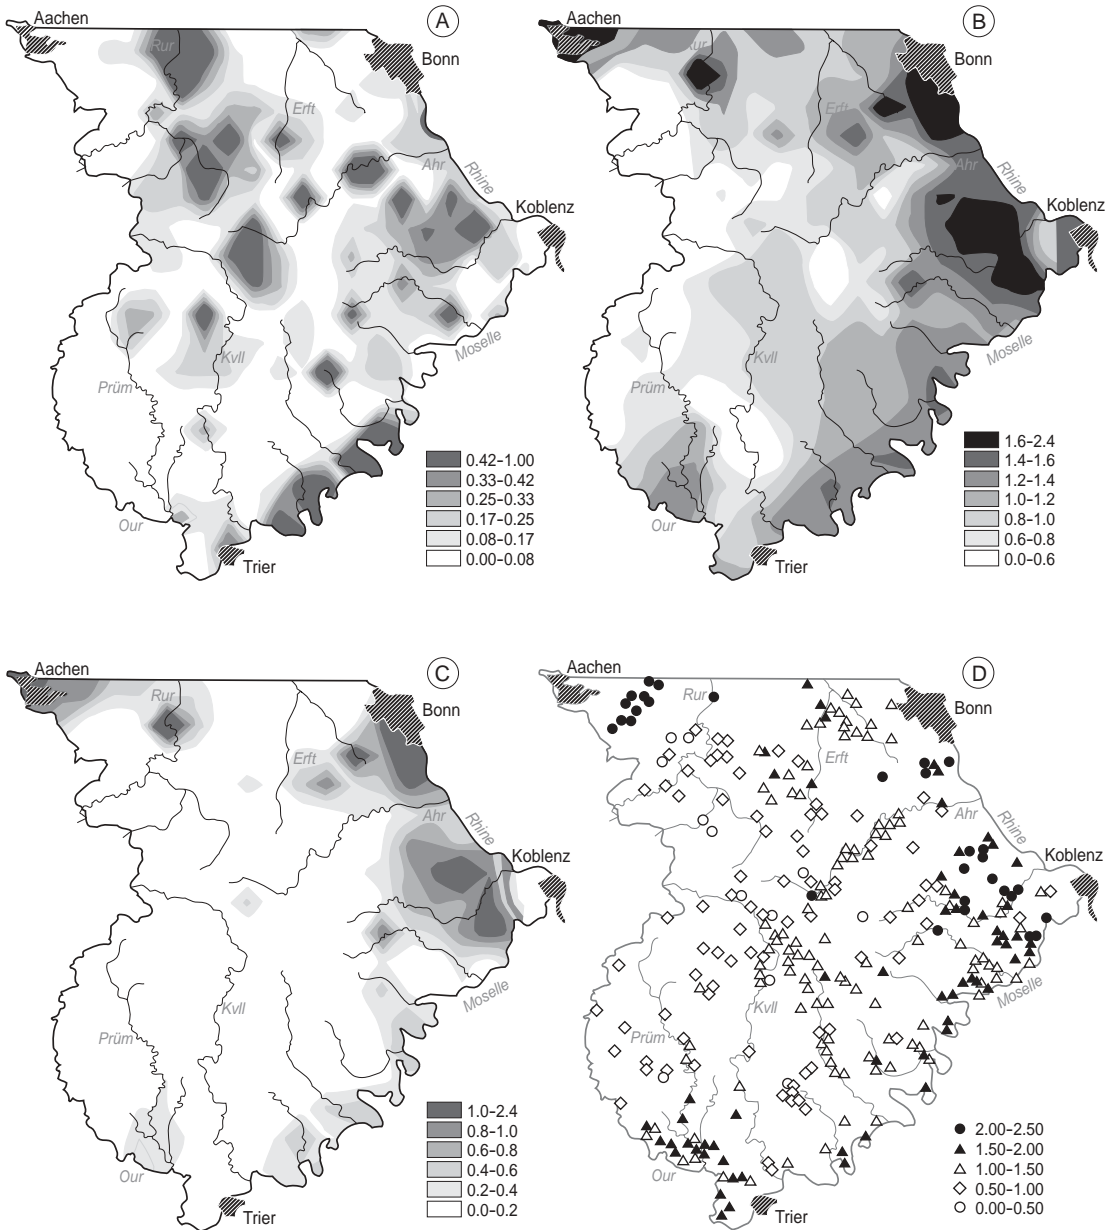 Aachen
A
Rur
Bonn
Erft
Ahr
Rhine
Koblenz
Moselle
Kyll
Prüm
Our
Trier
0.42–1.00
0.33–0.42
0.25–0.33
0.17–0.25
0.08–0.17
0.00–0.08
Aachen
B
Rur
Bonn
Erft
Ahr
Rhine
Koblenz
Moselle
Kyll
Prüm
Our
Trier
1.6–2.4
1.4–1.6
1.2–1.4
1.0–1.2
0.8–1.0
0.6–0.8
0.0–0.6
Aachen
C
Rur
Bonn
Erft
Ahr
Rhine
Koblenz
Moselle
Kyll
Prüm
Our
Trier
1.0–2.4
0.8–1.0
0.6–0.8
0.4–0.6
0.2–0.4
0.0–0.2
Aachen
D
Rur
Bonn
Erft
Ahr
Rhine
Koblenz
Moselle
Kyll
Prüm
Our
Trier
2.00–2.50
1.50–2.00
1.00–1.50
0.50–1.00
0.00–0.50